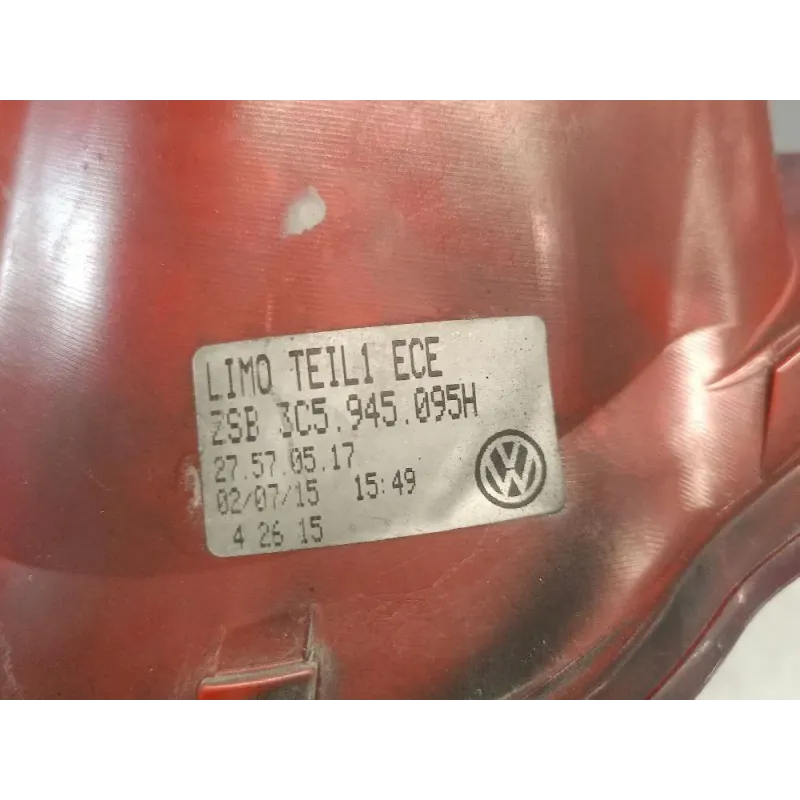 LIMO TEIL1 ECE
ZSB 3C5.945.095H
27.57.05.17
02/07/15 15:49
4 26 15